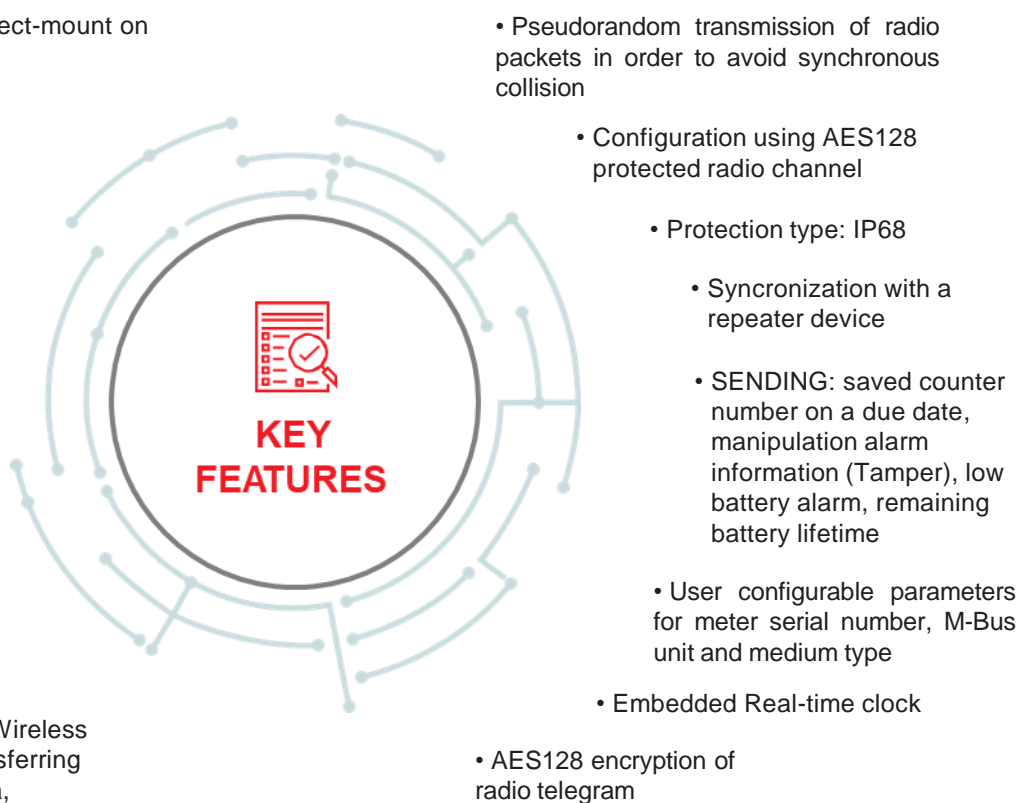 • Pseudorandom transmission of radio
packets in order to avoid synchronous
collision
• Configuration using AES128
protected radio channel
• Protection type: IP68
• Syncronization with a
repeater device
• SENDING: saved counter
number on a due date,
manipulation alarm
information (Tamper), low
battery alarm, remaining
battery lifetime
• User configurable parameters
for meter serial number, M-Bus
unit and medium type
• Embedded Real-time clock
• AES128 encryption of
radio telegram
KEY
FEATURES
ect-mount on
Wireless
sferring